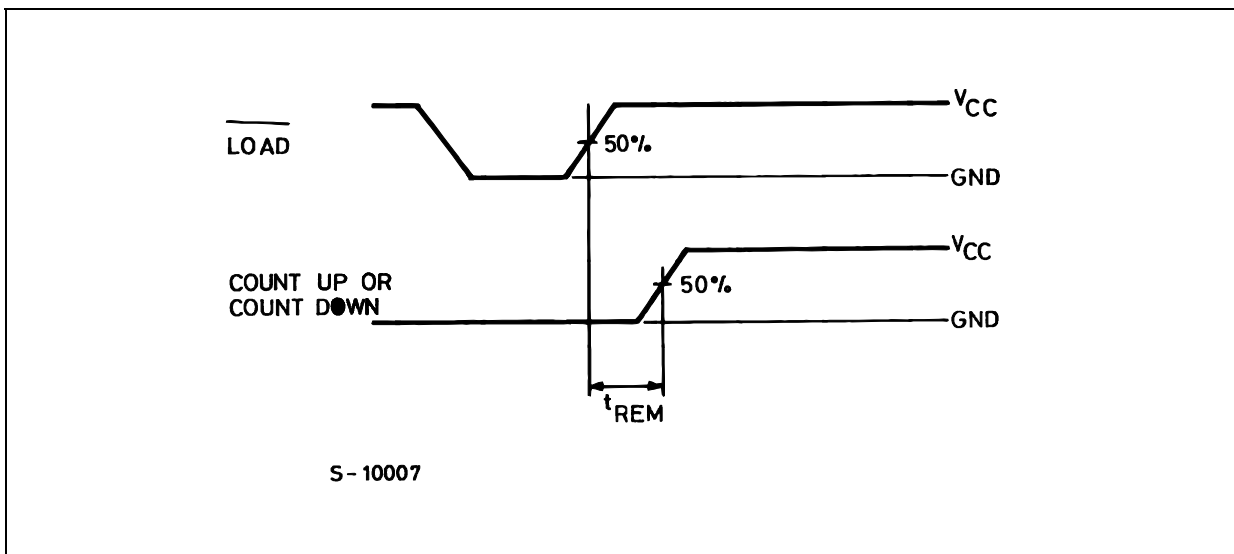 VCC
LOAD
50%
GND
VCC
COUNT UP OR
COUNT DOWN
50%
GND
tREM
S-10007